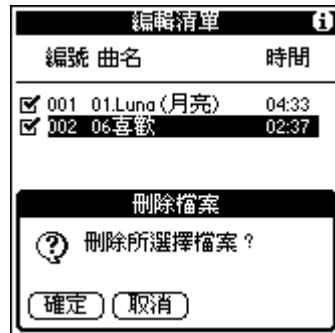 編輯清單
編號 曲名 時間
001 01.Luna(月亮) 04:33
002 06喜歡 02:37
刪除檔案
刪除所選擇檔案？
確定 取消